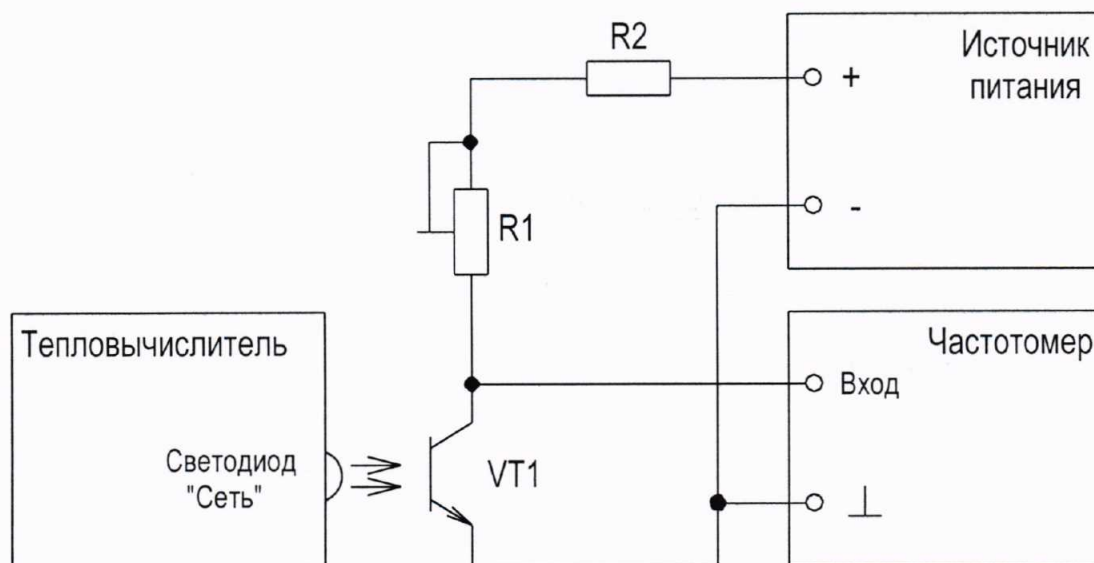 R2
Источник
питания
+
-
R1
Тепловычислитель
Частотомер
Вход
Светодиод
"Сеть"
VT1
⊥